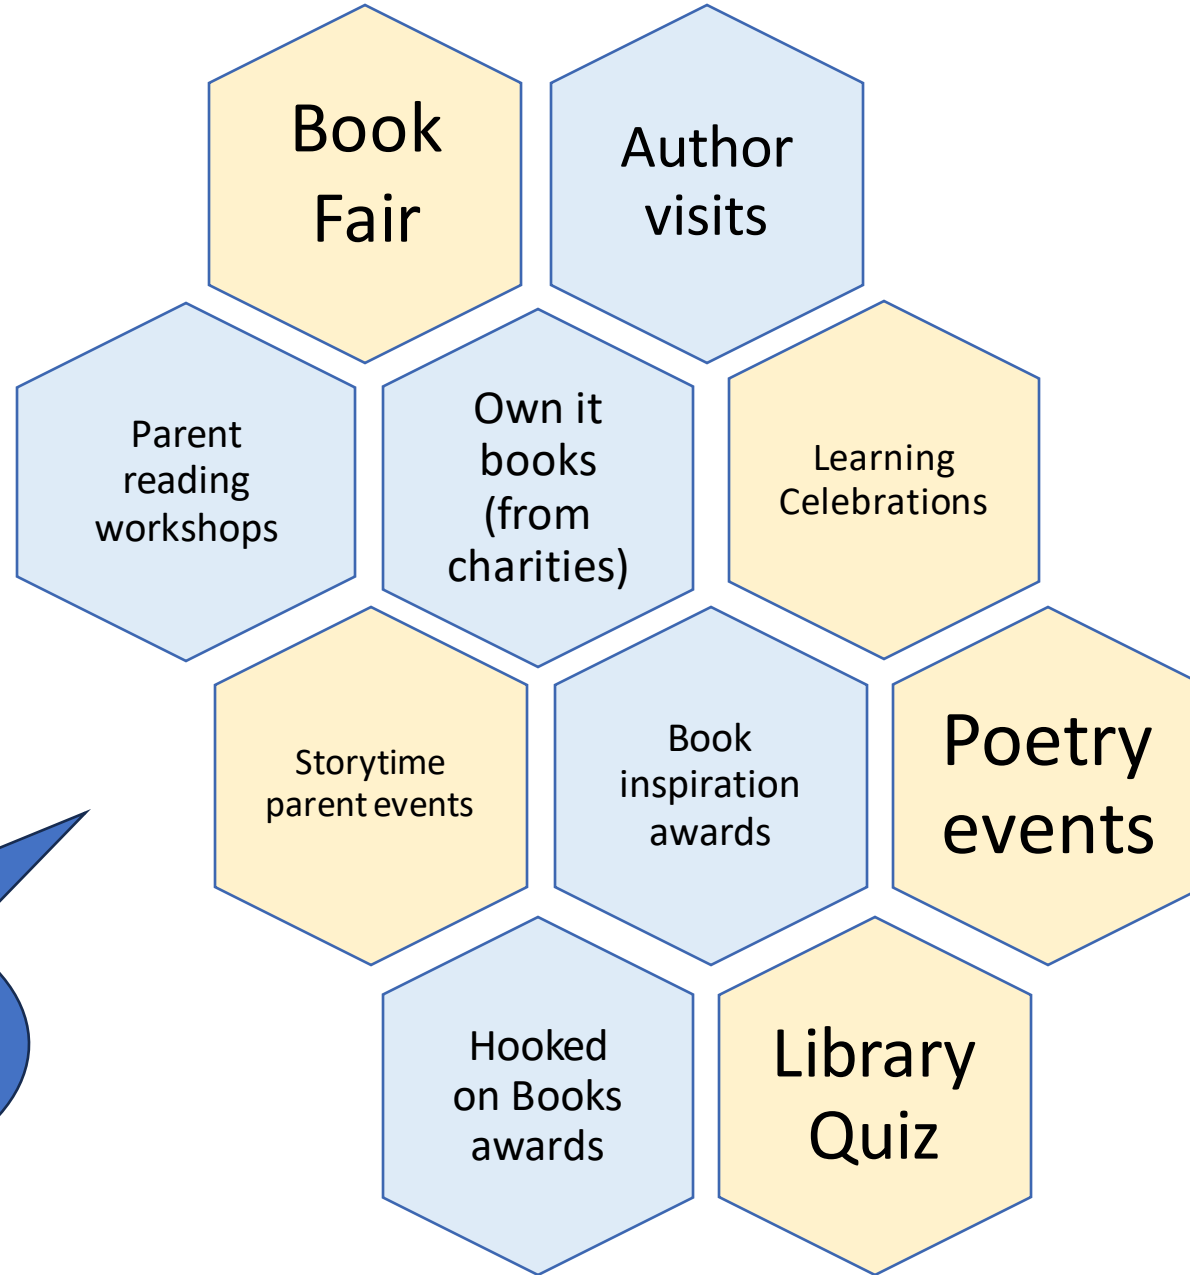 Book
Fair
Author
visits
Parent
reading
workshops
Own it
books
(from
charities)
Learning
Celebrations
Storytime
parent events
Book
inspiration
awards
Poetry
events
Hooked
on Books
awards
Library
Quiz